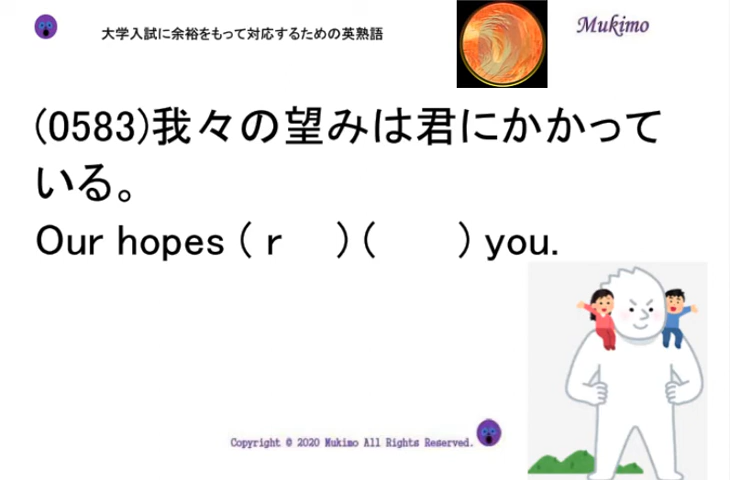 大学入試に余裕をもって対応するための英熟語
Mukimo
(0583)我々の望みは君にかかって
いる。
Our hopes ( r   ) (     ) you.
Copyright © 2020 Mukimo All Rights Reserved.